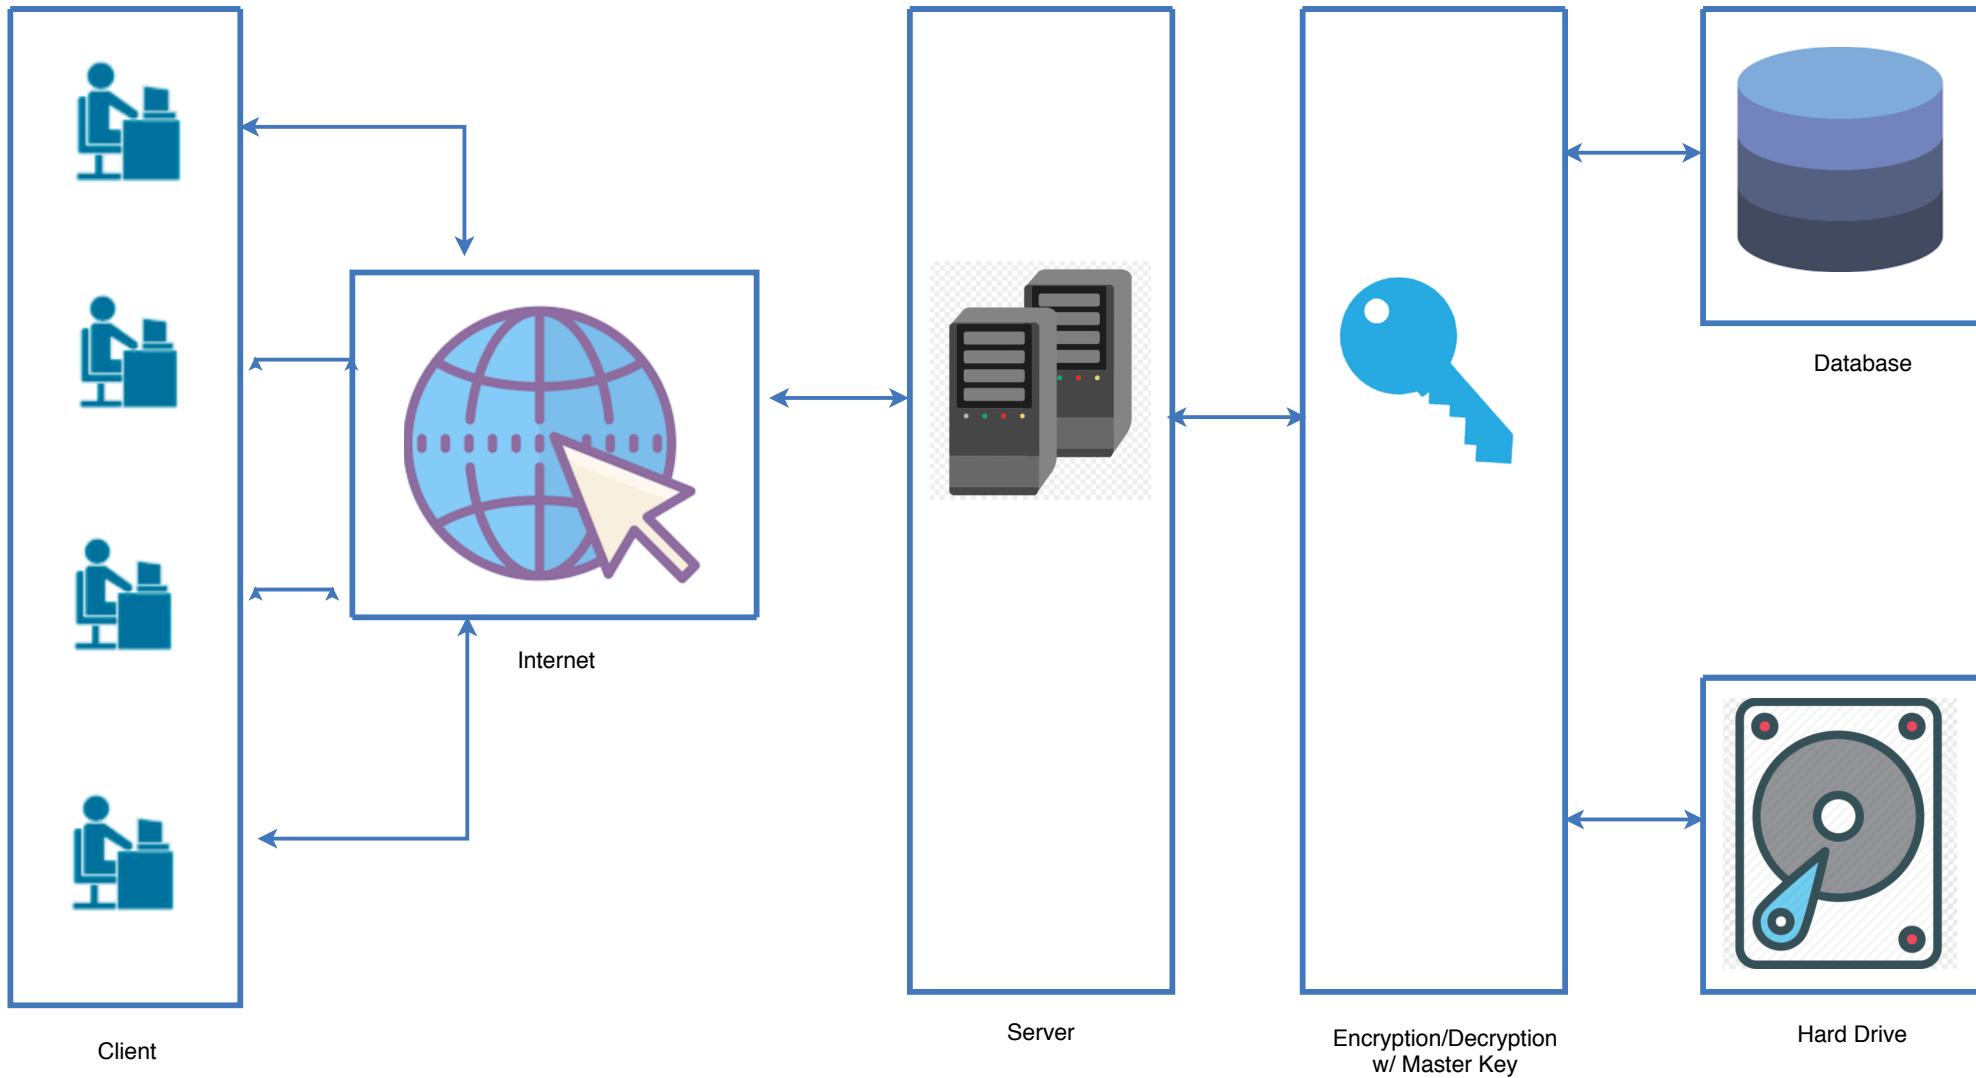 Database
Internet
Server
Encryption/Decryption
w/ Master Key
Hard Drive
Client